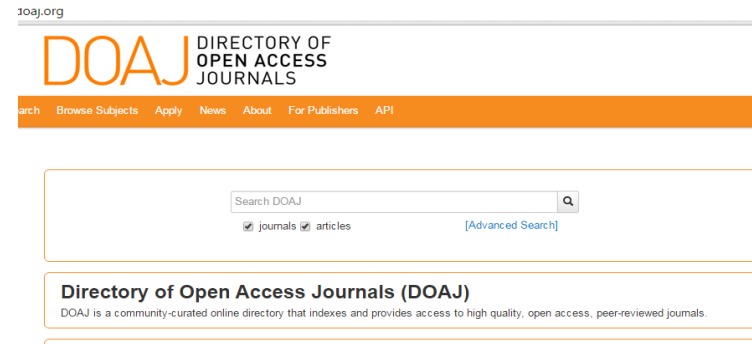 doaj.org
DOAJ DIRECTORY OF
OPEN ACCESS
JOURNALS
arch Browse Subjects Apply News About For Publishers API
Search DOAJ
journals articles [Advanced Search]
Directory of Open Access Journals (DOAJ)
DOAJ is a community-curated online directory that indexes and provides access to high quality, open access, peer-reviewed journals.